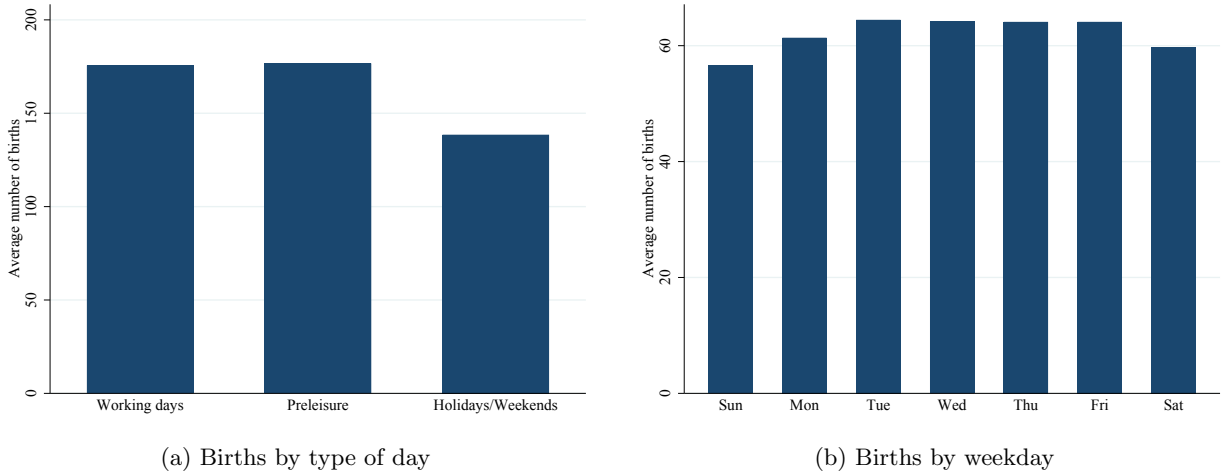 Average number of births
200
150
100
50
0
Working days Preleisure Holidays/Weekends
(a) Births by type of day
Average number of births
60
40
20
0
Sun Mon Tue Wed Thu Fri Sat
(b) Births by weekday